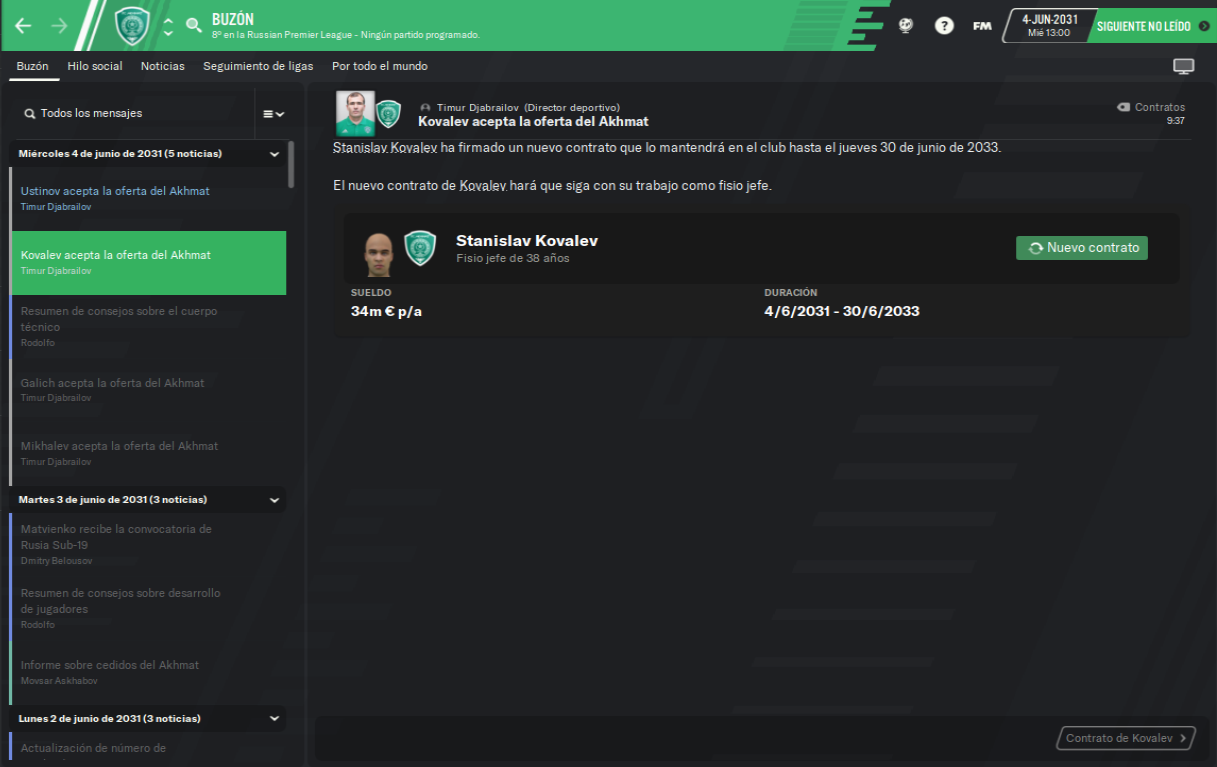 BUZÓN
8º en la Russian Premier League - Ningún partido programado.
?
FM
4-JUN-2031
Mié 13:00
SIGUIENTE NO LEÍDO
Buzón
Hilo social
Noticias
Seguimiento de ligas
Por todo el mundo
Todos los mensajes
Miércoles 4 de junio de 2031 (5 noticias)
Ustinov acepta la oferta del Akhmat
Timur Djabrailov
Kovalev acepta la oferta del Akhmat
Timur Djabrailov
Resumen de consejos sobre el cuerpo
técnico
Rodolfo
Galich acepta la oferta del Akhmat
Timur Djabrailov
Mikhalev acepta la oferta del Akhmat
Timur Djabrailov
Martes 3 de junio de 2031 (3 noticias)
Matvienko recibe la convocatoria de
Rusia Sub-19
Dmitry Belousov
Resumen de consejos sobre desarrollo
de jugadores
Rodolfo
Informe sobre cedidos del Akhmat
Movsar Askhabov
Lunes 2 de junio de 2031 (3 noticias)
Actualización de número de
Timur Djabrailov (Director deportivo)
Kovalev acepta la oferta del Akhmat
Contratos
9:37
Stanislav Kovalev ha firmado un nuevo contrato que lo mantendrá en el club hasta el jueves 30 de junio de 2033.
El nuevo contrato de Kovalev hará que siga con su trabajo como fisio jefe.
Stanislav Kovalev
Fisio jefe de 38 años
Nuevo contrato
SUELDO
34m € p/a
DURACIÓN
4/6/2031 - 30/6/2033
Contrato de Kovalev